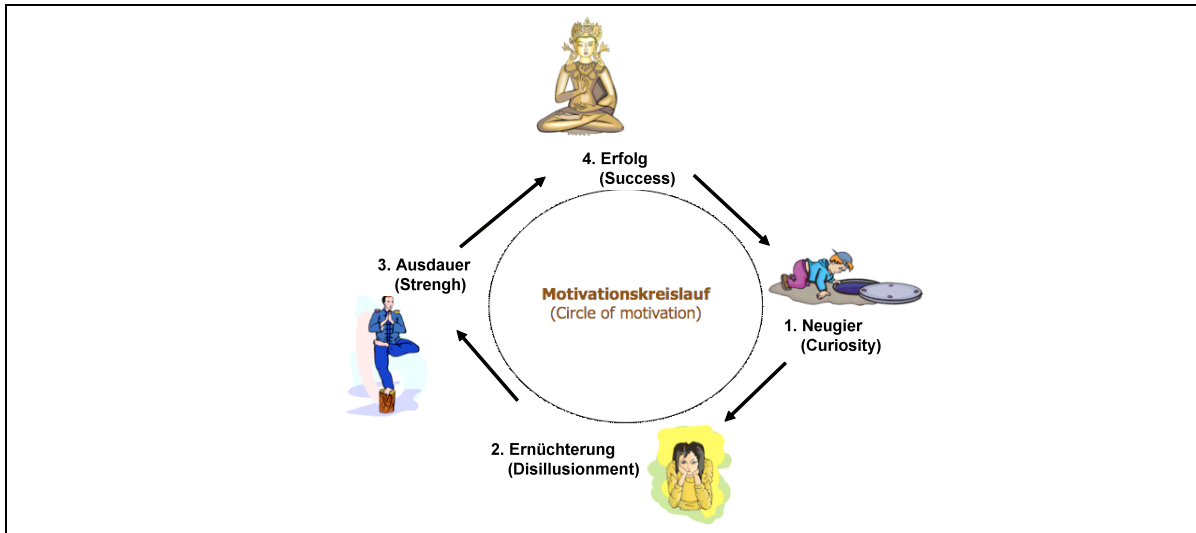 4. Erfolg
(Success)
3. Ausdauer
(Strengh)
Motivationskreislauf
(Circle of motivation)
1. Neugier
(Curiosity)
2. Ernüchterung
(Disillusionment)